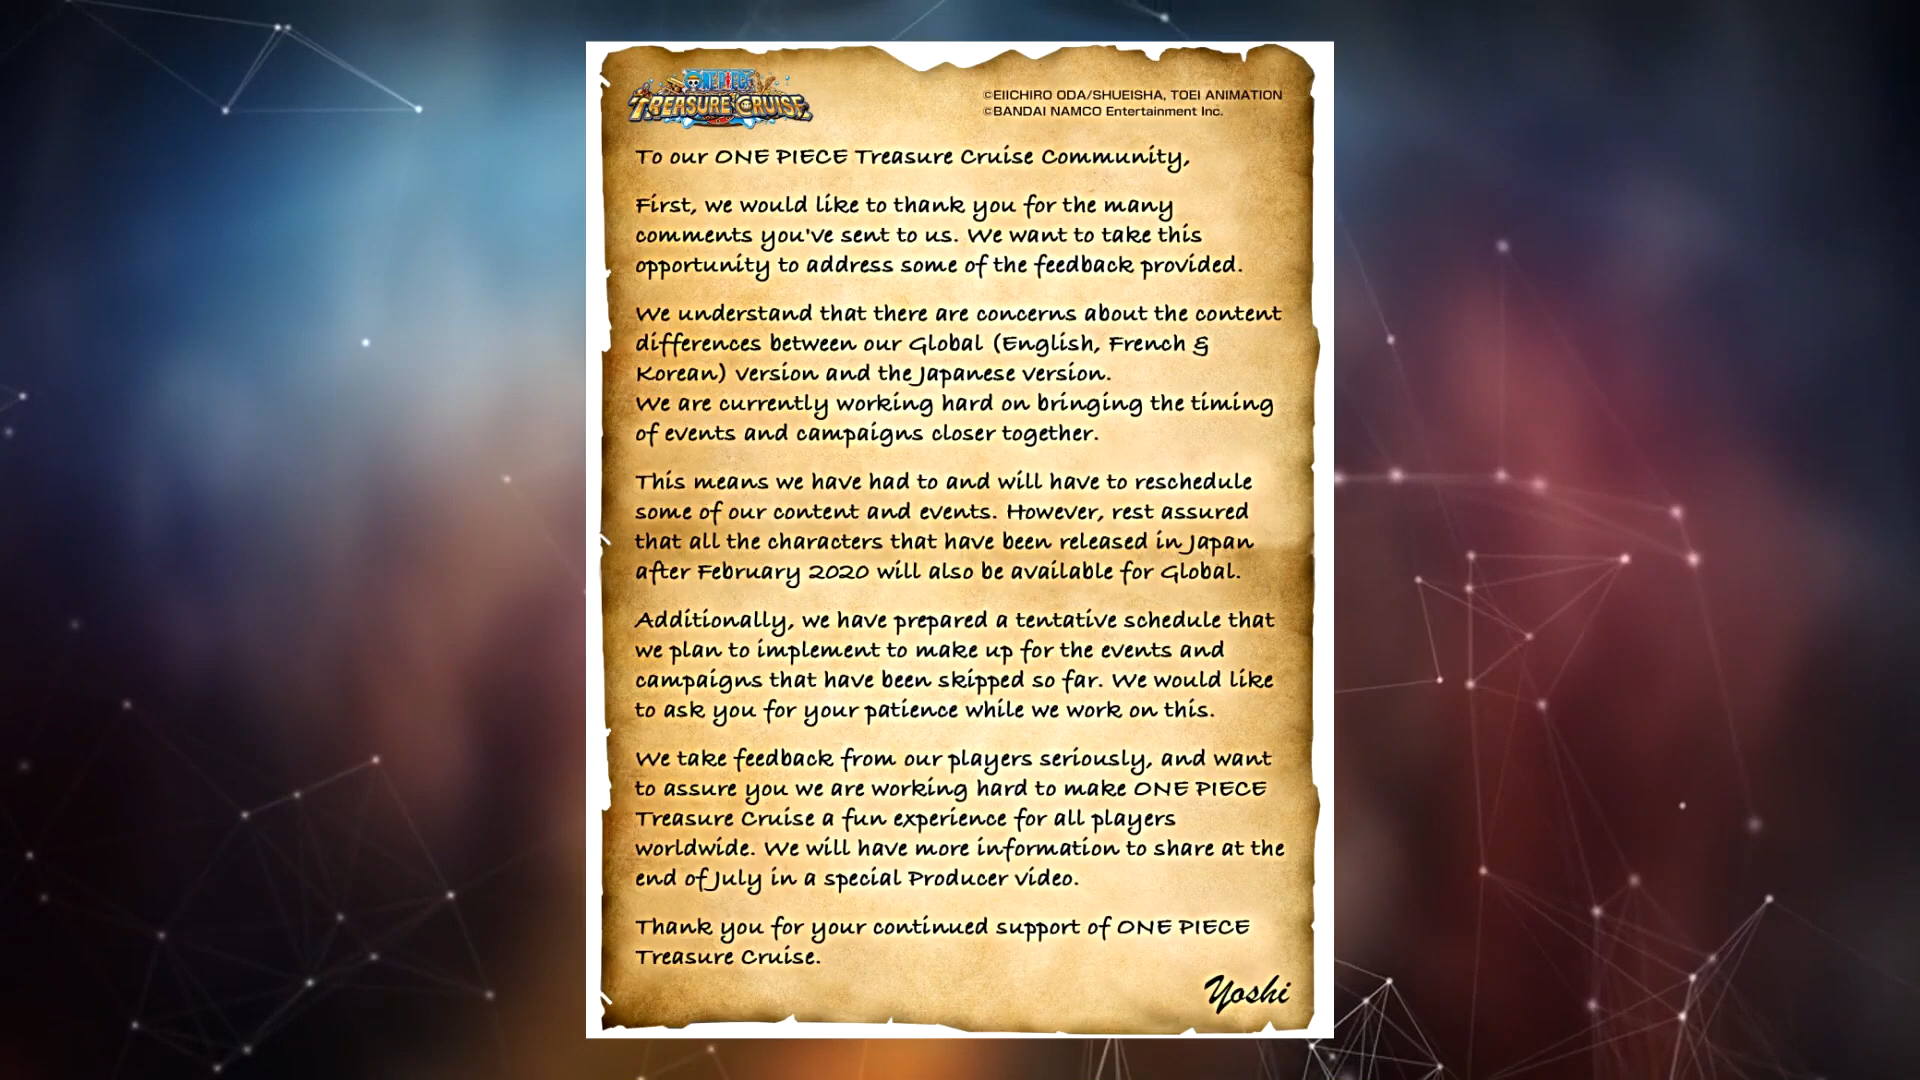 ONE PIECE
TREASURE CRUISE
©EIICHIRO ODA/SHUEISHA, TOEI ANIMATION
©BANDAI NAMCO Entertainment Inc.
To our ONE PIECE Treasure Cruise Community,
First, we would like to thank you for the many
comments you've sent to us. We want to take this
opportunity to address some of the feedback provided.
We understand that there are concerns about the content
differences between our Global (English, French &
Korean) version and the Japanese version.
We are currently working hard on bringing the timing
of events and campaigns closer together.
This means we have had to and will have to reschedule
some of our content and events. However, rest assured
that all the characters that have been released in Japan
after February 2020 will also be available for Global.
Additionally, we have prepared a tentative schedule that
we plan to implement to make up for the events and
campaigns that have been skipped so far. We would like
to ask you for your patience while we work on this.
We take feedback from our players seriously, and want
to assure you we are working hard to make ONE PIECE
Treasure Cruise a fun experience for all players
worldwide. We will have more information to share at the
end of July in a special Producer video.
Thank you for your continued support of ONE PIECE
Treasure Cruise.
Yoshi